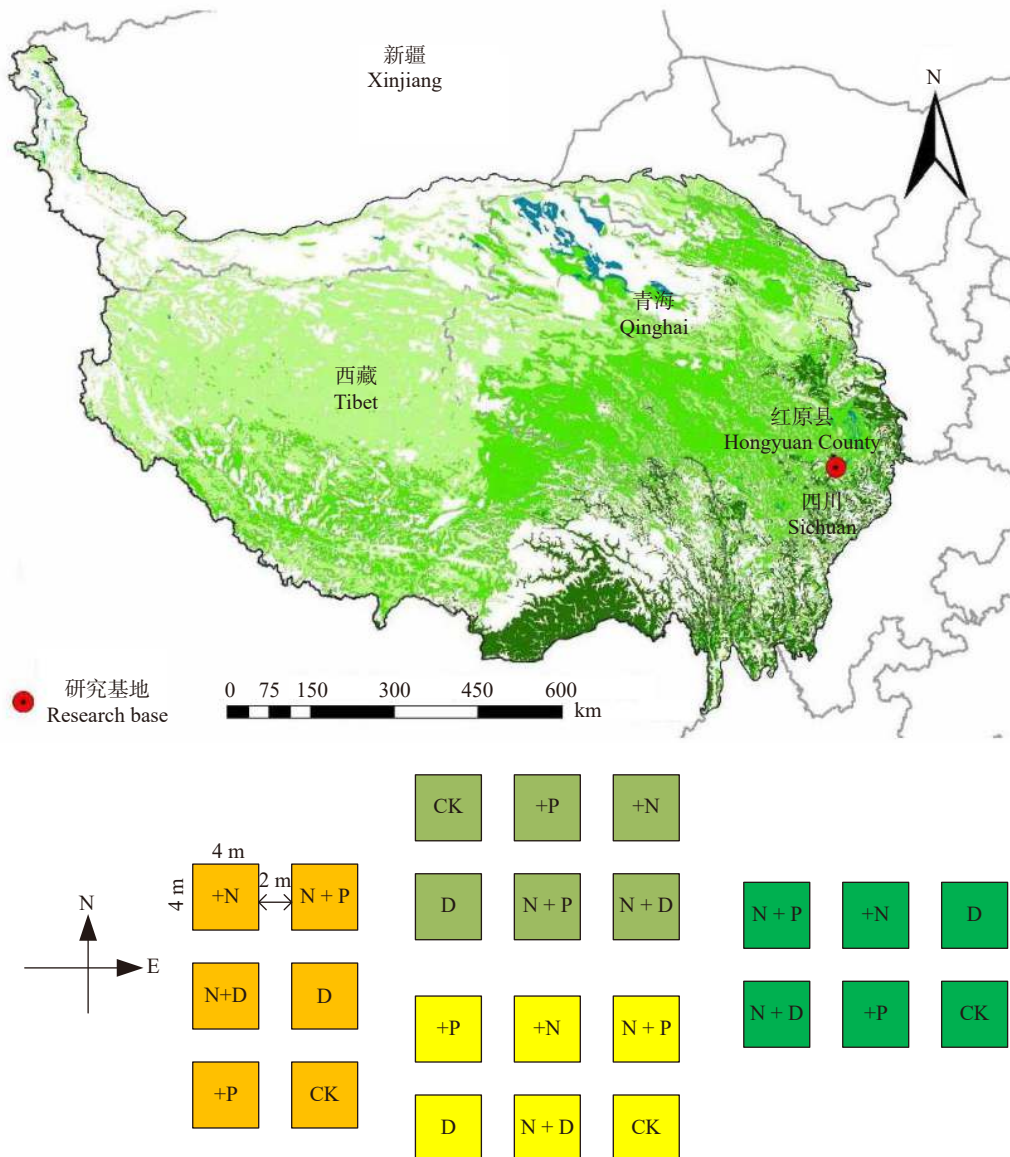 新疆
Xinjiang
N
青海
Qinghai
西藏
Tibet
红原县
Hongyuan County
四川
Sichuan
研究基地
Research base
0 75 150 300 450 600
km
CK +P +N
4 m
4 m
2 m
+N N + P
D N + P N + D
N + P +N D
N
E
N+D D
+P +N N + P
N + D +P CK
+P CK
D N + D CK